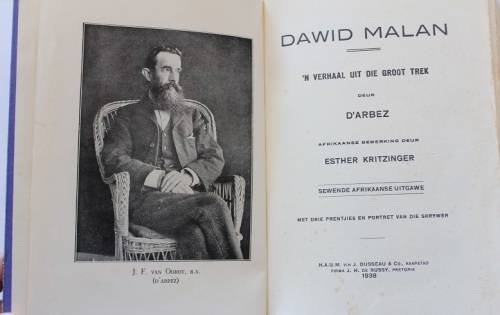 J. F. VAN OORDT, B.A.
(D'ARBEZ)
DAWID MALAN
'N VERHAAL UIT DIE GROOT TREK
DEUR
D'ARBEZ
AFRIKAANSE BEWERKING DEUR
ESTHER KRITZINGER
SEWENDE AFRIKAANSE UITGAWE
MET DRIE PRENTJIES EN PORTRET VAN DIE SKRYWER
H.A.U.M. V/H J. DUSSEAU & Co., KAAPSTAD
FIRMA J. H. DE BUSSY, PRETORIA
1938